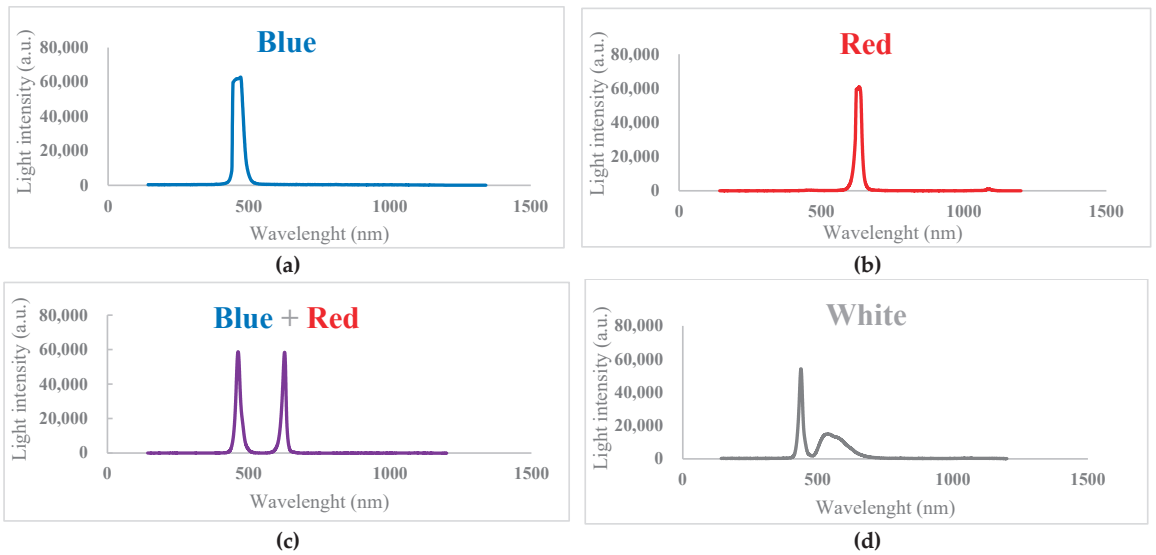 Blue
Light intensity (a.u.)
80,000
60,000
40,000
20,000
0
0 500 1000 1500
Wavelenght (nm)
(a)
Red
Light intensity (a.u.)
80,000
60,000
40,000
20,000
0
0 500 1000 1500
Wavelenght (nm)
(b)
Blue + Red
Light intensity (a.u.)
80,000
60,000
40,000
20,000
0
0 500 1000 1500
Wavelenght (nm)
(c)
White
Light intensity (a.u.)
80,000
60,000
40,000
20,000
0
0 500 1000 1500
Wavelenght (nm)
(d)